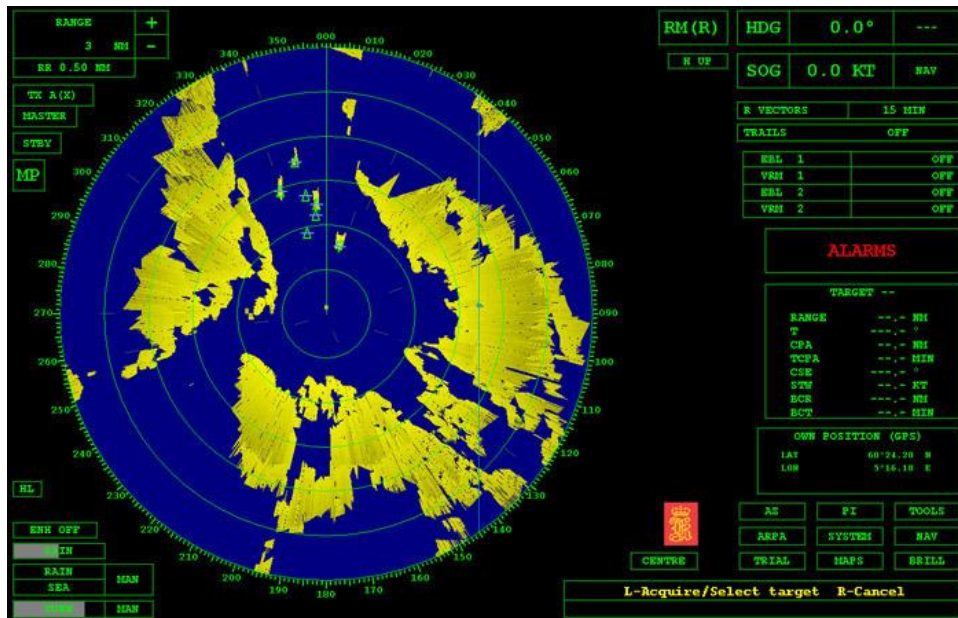 RANGE +
3 NM −
RR 0.50 NM
TX A(X)
MASTER
STBY
MP
RM(R)
H UP
HDG 0.0° ---
SOG 0.0 KT NAV
R VECTORS 15 MIN
TRAILS OFF
EBL 1 OFF
VRM 1 OFF
EBL 2 OFF
VRM 2 OFF
ALARMS
TARGET --
RANGE --.- NM
T ---.- °
CPA --.- NM
TCPA --.- MIN
CSE ---.- °
STW --.- KT
BCR --.- NM
BCT --.- MIN
OWN POSITION (GPS)
LAT 60°24.20 N
LON 5°16.10 E
AZ PI TOOLS
ARPA SYSTEM NAV
TRIAL MAPS BRILL
CENTRE
L-Acquire/Select target R-Cancel
HL
ENH OFF
RAIN
SEA
MAN
MAN
000
010
020
030
040
050
060
070
080
090
100
110
120
130
140
150
160
170
180
190
200
210
220
230
240
250
260
270
280
290
300
310
320
330
350